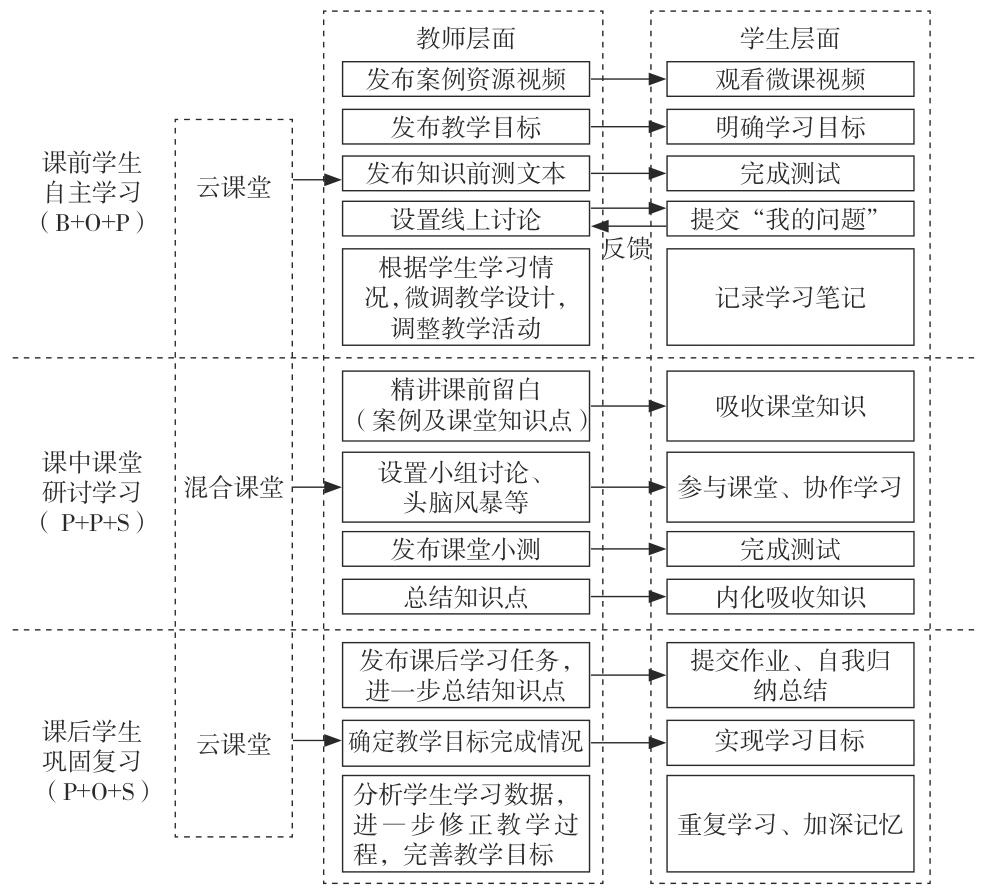 教师层面
学生层面
发布案例资源视频
观看微课视频
发布教学目标
明确学习目标
课前学生
自主学习
（B+O+P）
云课堂
发布知识前测文本
完成测试
设置线上讨论
提交“我的问题”
反馈
根据学生学习情
况，微调教学设计，
调整教学活动
记录学习笔记
精讲课前留白
（案例及课堂知识点）
吸收课堂知识
课中课堂
研讨学习
（ P+P+S）
混合课堂
设置小组讨论、
头脑风暴等
参与课堂、协作学习
发布课堂小测
完成测试
总结知识点
内化吸收知识
发布课后学习任务，
进一步总结知识点
提交作业、自我归
纳总结
课后学生
巩固复习
（P+O+S）
云课堂
确定教学目标完成情况
实现学习目标
分析学生学习数据，
进一步修正教学过
程，完善教学目标
重复学习、加深记忆